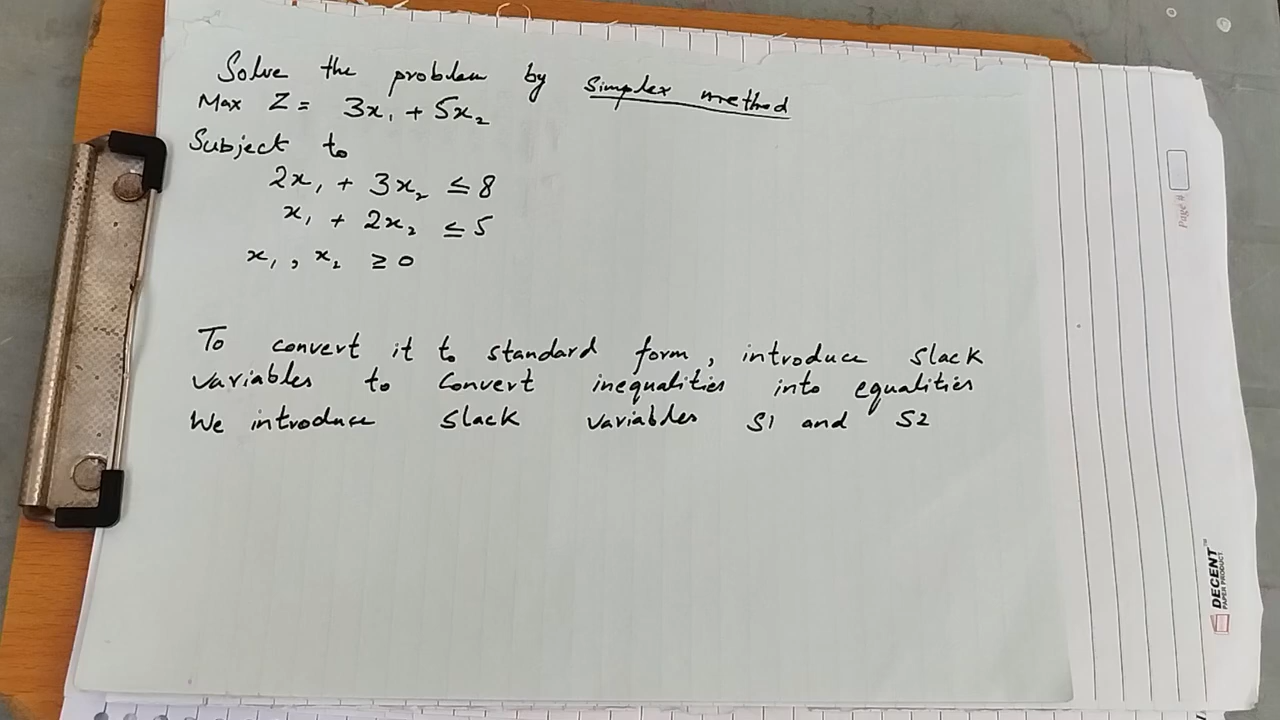 Solve the problem by simplex method
Max Z = 3x₁ + 5x₂
Subject to
2x₁ + 3x₂ ≤ 8
x₁ + 2x₂ ≤ 5
x₁, x₂ ≥ 0
To convert it to standard form, introduce slack
variables to convert inequalities into equalities
We introduce slack variables S1 and S2
Page #
DECENT™
PAPER PRODUCT